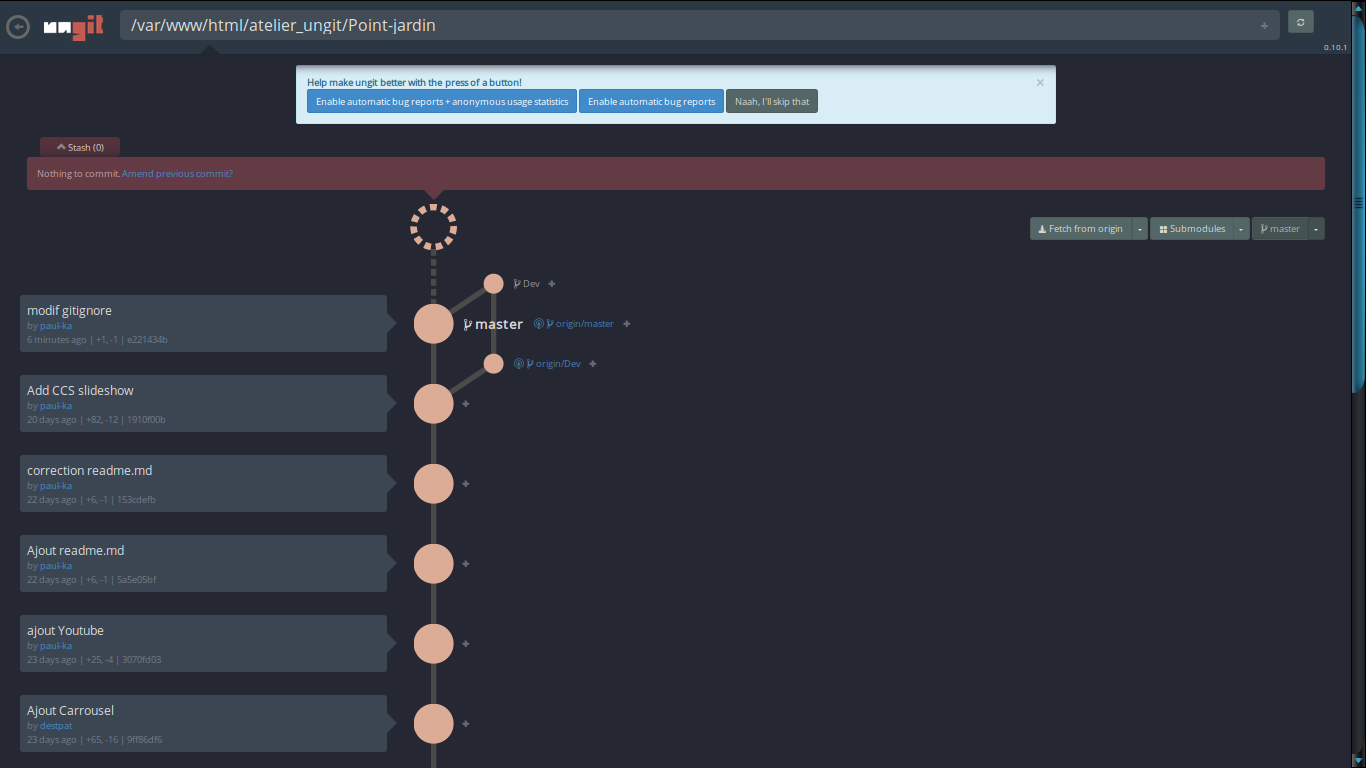 ungit
/var/www/html/atelier_ungit/Point-jardin
0.10.1
Help make ungit better with the press of a button!
Enable automatic bug reports + anonymous usage statistics Enable automatic bug reports Naah, I'll skip that
Stash (0)
Nothing to commit. Amend previous commit?
Fetch from origin Submodules master
Dev
modif gitignore
by paul-ka
6 minutes ago | +1, -1 | e221434b
master origin/master
origin/Dev
Add CCS slideshow
by paul-ka
20 days ago | +82, -12 | 1910f00b
correction readme.md
by paul-ka
22 days ago | +6, -1 | 153cdefb
Ajout readme.md
by paul-ka
22 days ago | +6, -1 | 5a5e05bf
ajout Youtube
by paul-ka
23 days ago | +25, -4 | 3070fd03
Ajout Carrousel
by destpat
23 days ago | +65, -16 | 9ff86df6